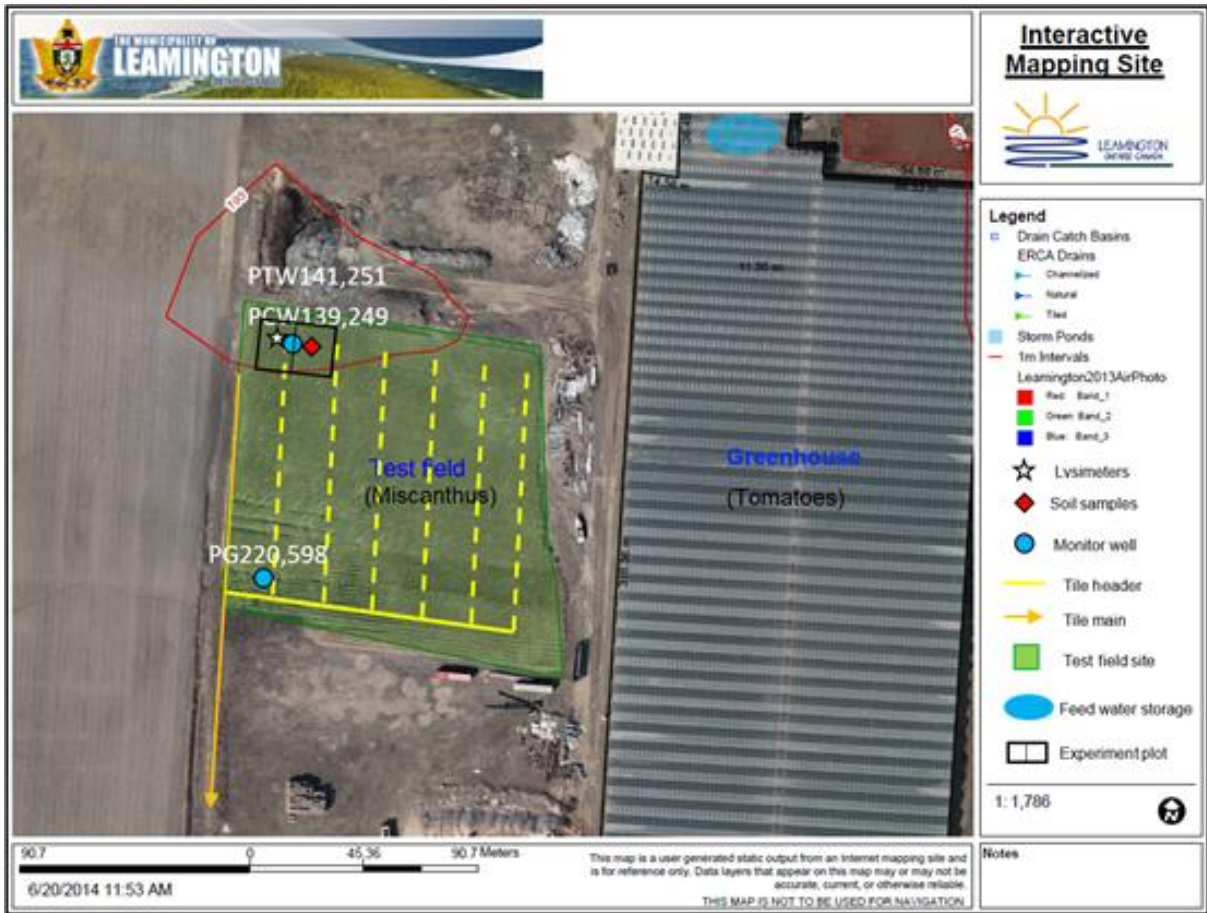 THE MUNICIPALITY OF
LEAMINGTON
Interactive
Mapping Site
LEAMINGTON
ONTARIO CANADA
190
PTW141,251
PCW139,249
Test field
(Miscanthus)
PG220,598
Greenhouse
(Tomatoes)
Legend
Drain Catch Basins
ERCA Drains
Channelized
Natural
Tiled
Storm Ponds
1m Intervals
Leamington2013AirPhoto
Red: Band_1
Green: Band_2
Blue: Band_3
Lysimeters
Soil samples
Monitor well
Tile header
Tile main
Test field site
Feed water storage
Experiment plot
1: 1,786
N
90.7 0 45.36 90.7 Meters
6/20/2014 11:53 AM
This map is a user generated static output from an Internet mapping site and
is for reference only. Data layers that appear on this map may or may not be
accurate, current, or otherwise reliable.
THIS MAP IS NOT TO BE USED FOR NAVIGATION
Notes